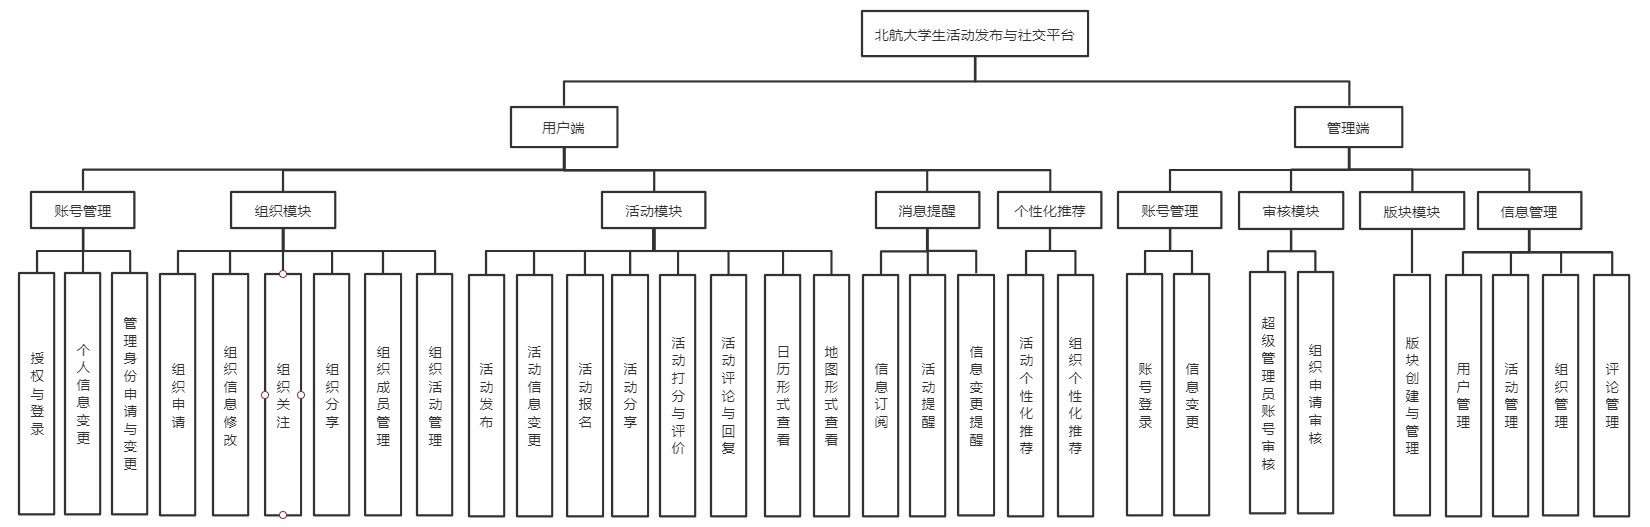 北航大学生活动发布与社交平台
用户端
管理端
账号管理
组织模块
活动模块
消息提醒
个性化推荐
账号管理
审核模块
版块模块
信息管理
授权与登录
个人信息变更
管理身份申请与变更
组织申请
组织信息修改
组织关注
组织分享
组织成员管理
组织活动管理
活动发布
活动信息变更
活动报名
活动分享
活动打分与评价
活动评论与回复
日历形式查看
地图形式查看
信息订阅
活动提醒
信息变更提醒
活动个性化推荐
组织个性化推荐
账号登录
信息变更
超级管理员账号审核
组织申请审核
版块创建与管理
用户管理
活动管理
组织管理
评论管理